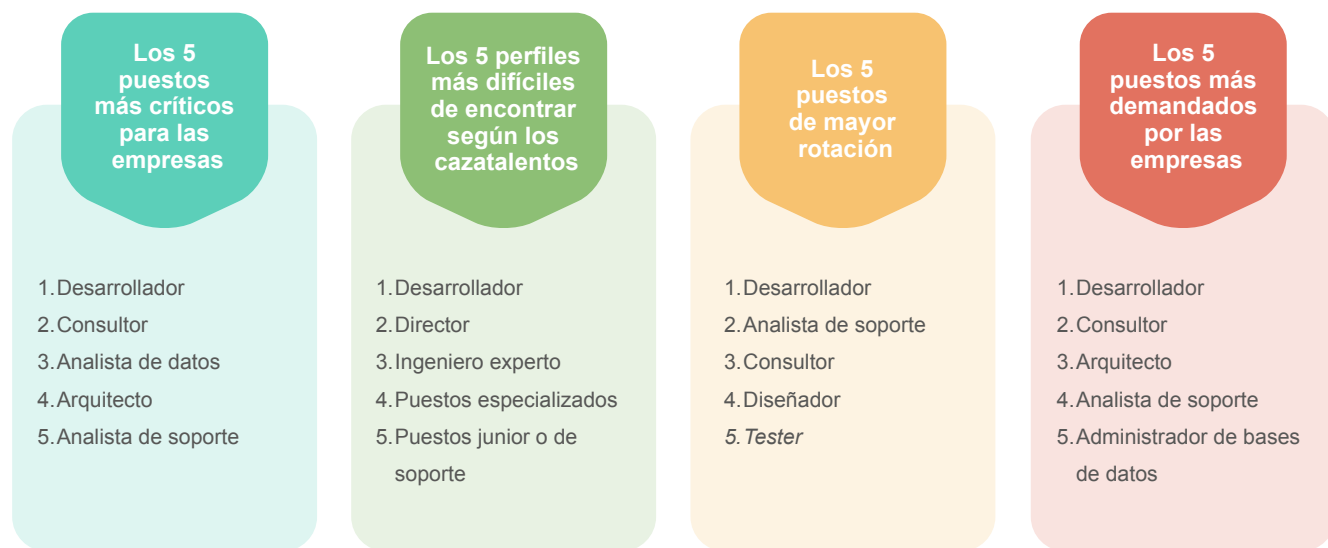 Los 5
puestos
más críticos
para las
empresas
1.Desarrollador
2.Consultor
3.Analista de datos
4.Arquitecto
5.Analista de soporte
Los 5 perfiles
más difíciles
de encontrar
según los
cazatalentos
1.Desarrollador
2.Director
3.Ingeniero experto
4.Puestos especializados
5.Puestos junior o de
soporte
Los 5
puestos
de mayor
rotación
1.Desarrollador
2.Analista de soporte
3.Consultor
4.Diseñador
5.Tester
Los 5
puestos más
demandados
por las
empresas
1.Desarrollador
2.Consultor
3.Arquitecto
4.Analista de soporte
5.Administrador de bases
de datos